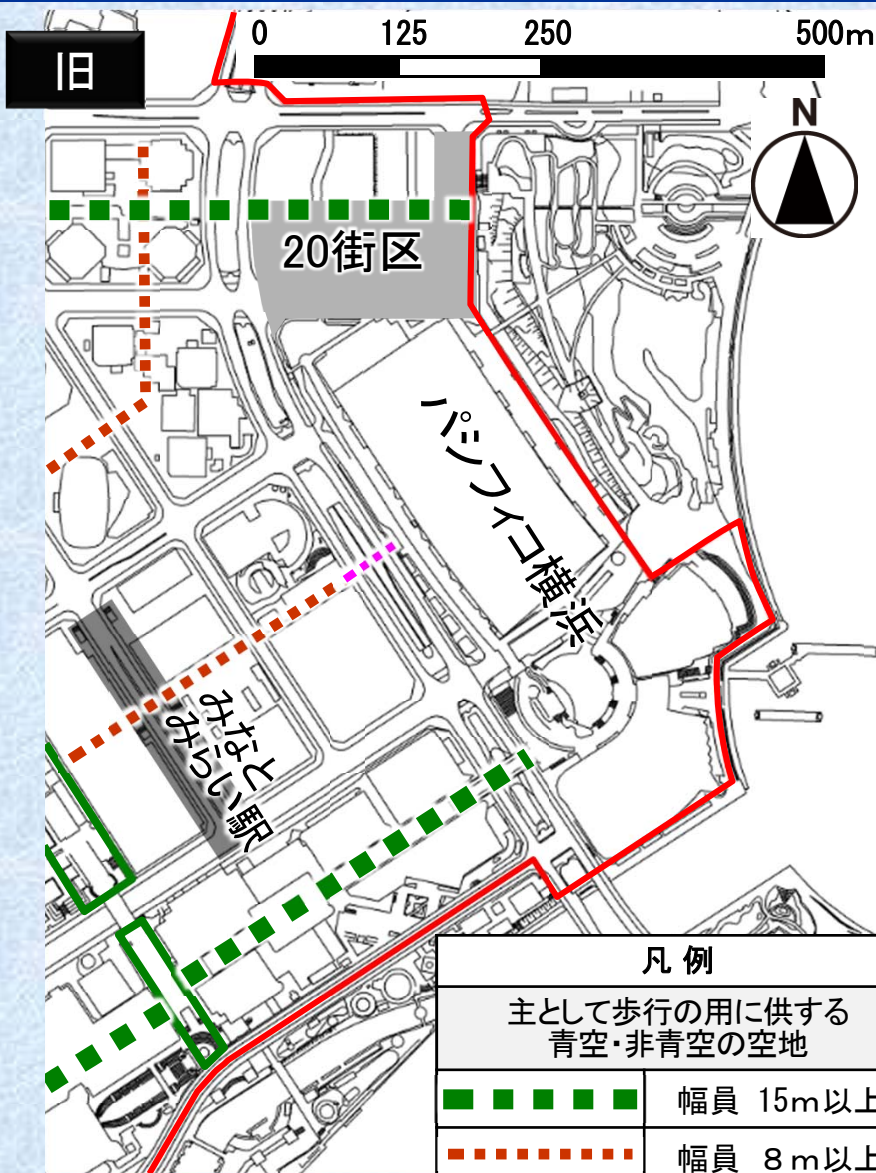 旧
0 125 250 500m
N
20街区
パシフィコ横浜
みなと
みらい駅
凡例
主として歩行の用に供する
青空・非青空の空地
幅員 15m以上
幅員 8m以上